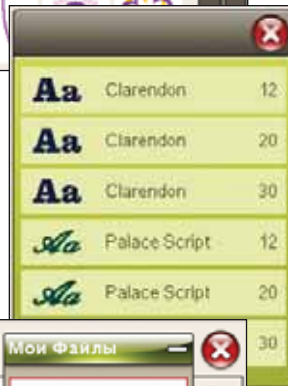 Aa Clarendon 12
Aa Clarendon 20
Aa Clarendon 30
Aa Palace Script 12
Aa Palace Script 20
30
Мои Файлы